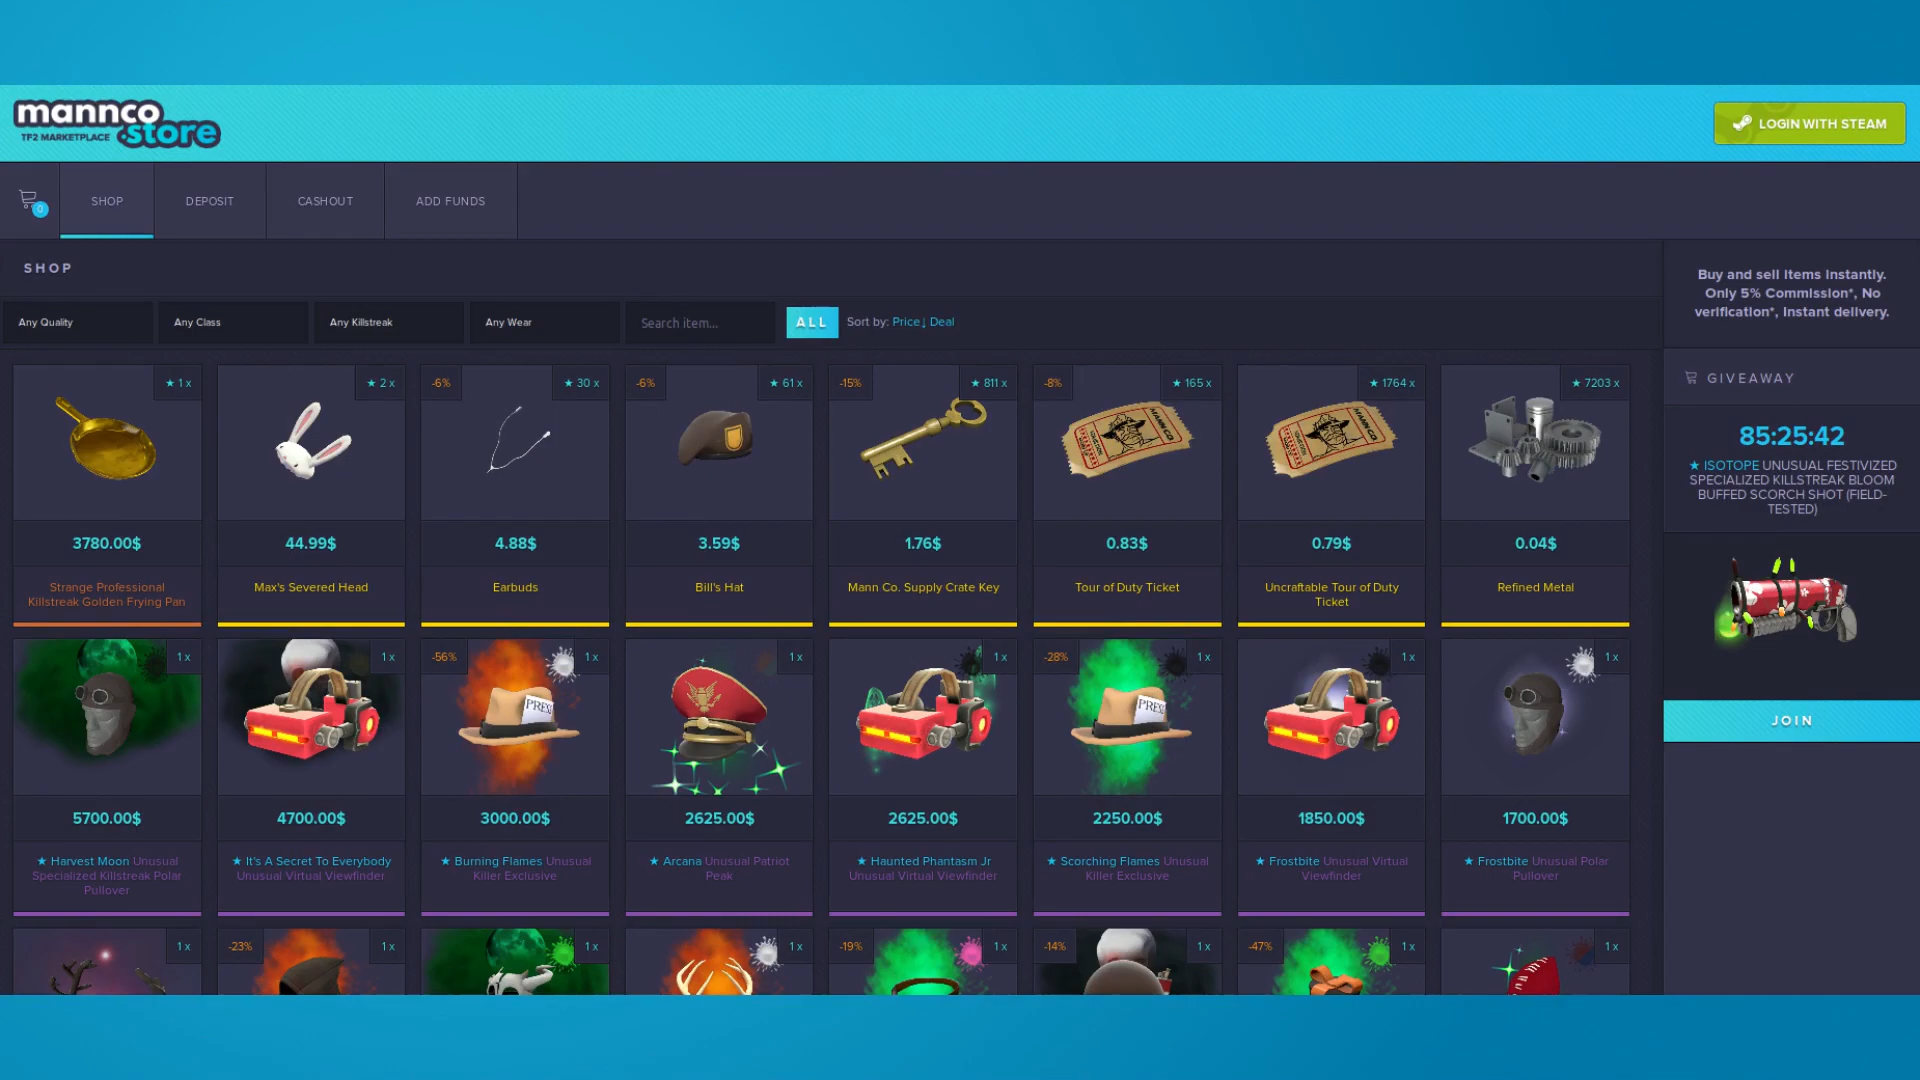 mannco
TF2 MARKETPLACE .store
LOGIN WITH STEAM
0
SHOP
DEPOSIT
CASHOUT
ADD FUNDS
SHOP
Any Quality
Any Class
Any Killstreak
Any Wear
Search item...
ALL
Sort by: Price↓ Deal
Buy and sell items instantly.
Only 5% Commission*, No
verification*, Instant delivery.
GIVEAWAY
85:25:42
★ ISOTOPE UNUSUAL FESTIVIZED
SPECIALIZED KILLSTREAK BLOOM
BUFFED SCORCH SHOT (FIELD-
TESTED)
JOIN
★ 1 x
3780.00$
Strange Professional
Killstreak Golden Frying Pan
★ 2 x
44.99$
Max's Severed Head
-6%
★ 30 x
4.88$
Earbuds
-6%
★ 61 x
3.59$
Bill's Hat
-15%
★ 811 x
1.76$
Mann Co. Supply Crate Key
-8%
★ 165 x
MANN CO.
0.83$
Tour of Duty Ticket
★ 1764 x
MANN CO.
0.79$
Uncraftable Tour of Duty
Ticket
★ 7203 x
0.04$
Refined Metal
1 x
5700.00$
★ Harvest Moon Unusual
Specialized Killstreak Polar
Pullover
1 x
4700.00$
★ It's A Secret To Everybody
Unusual Virtual Viewfinder
-56%
1 x
PRESS
3000.00$
★ Burning Flames Unusual
Killer Exclusive
1 x
2625.00$
★ Arcana Unusual Patriot
Peak
1 x
2625.00$
★ Haunted Phantasm Jr
Unusual Virtual Viewfinder
-28%
1 x
PRESS
2250.00$
★ Scorching Flames Unusual
Killer Exclusive
1 x
1850.00$
★ Frostbite Unusual Virtual
Viewfinder
1 x
1700.00$
★ Frostbite Unusual Polar
Pullover
1 x
-23%
1 x
1 x
1 x
-19%
1 x
-14%
1 x
-47%
1 x
1 x